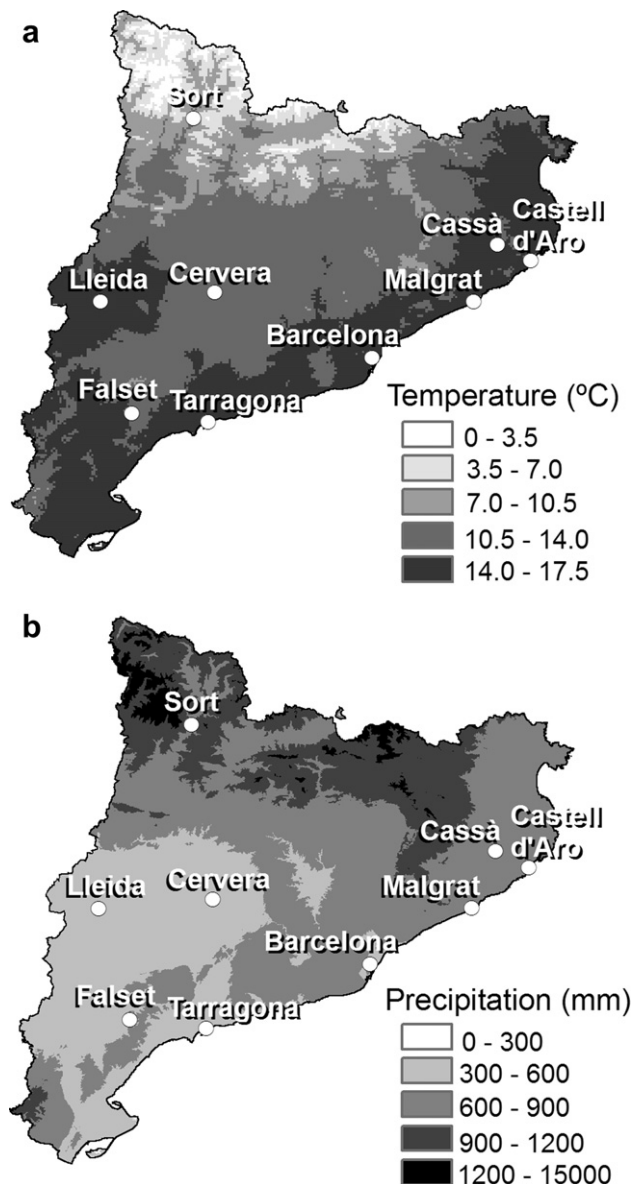 a
Sort
Cassà
Castell
d'Aro
Lleida
Cervera
Malgrat
Barcelona
Falset
Tarragona
Temperature (ºC)
0 - 3.5
3.5 - 7.0
7.0 - 10.5
10.5 - 14.0
14.0 - 17.5
b
Sort
Cassà
Castell
d'Aro
Lleida
Cervera
Malgrat
Barcelona
Falset
Tarragona
Precipitation (mm)
0 - 300
300 - 600
600 - 900
900 - 1200
1200 - 15000